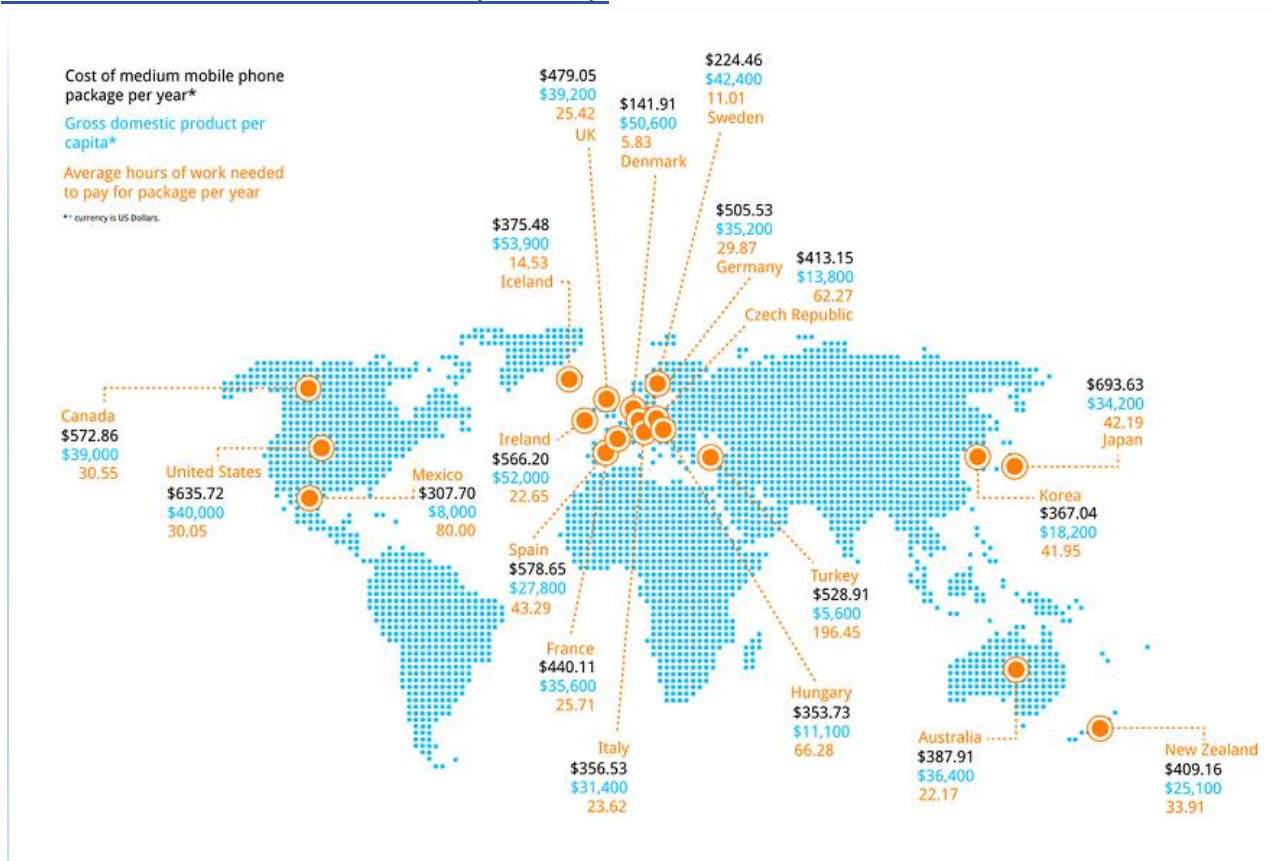 Cost of medium mobile phone
package per year*
Gross domestic product per
capita*
Average hours of work needed
to pay for package per year
** currency is US Dollars.
$479.05
$39,200
25.42
UK
$141.91
$50,600
5.83
Denmark
$224.46
$42,400
11.01
Sweden
$375.48
$53,900
14.53
Iceland
$505.53
$35,200
29.87
Germany
$413.15
$13,800
62.27
Czech Republic
Canada
$572.86
$39,000
30.55
United States
$635.72
$40,000
30.05
Mexico
$307.70
$8,000
80.00
Ireland
$566.20
$52,000
22.65
Spain
$578.65
$27,800
43.29
France
$440.11
$35,600
25.71
Italy
$356.53
$31,400
23.62
Turkey
$528.91
$5,600
196.45
Hungary
$353.73
$11,100
66.28
$693.63
$34,200
42.19
Japan
Korea
$367.04
$18,200
41.95
Australia
$387.91
$36,400
22.17
New Zealand
$409.16
$25,100
33.91